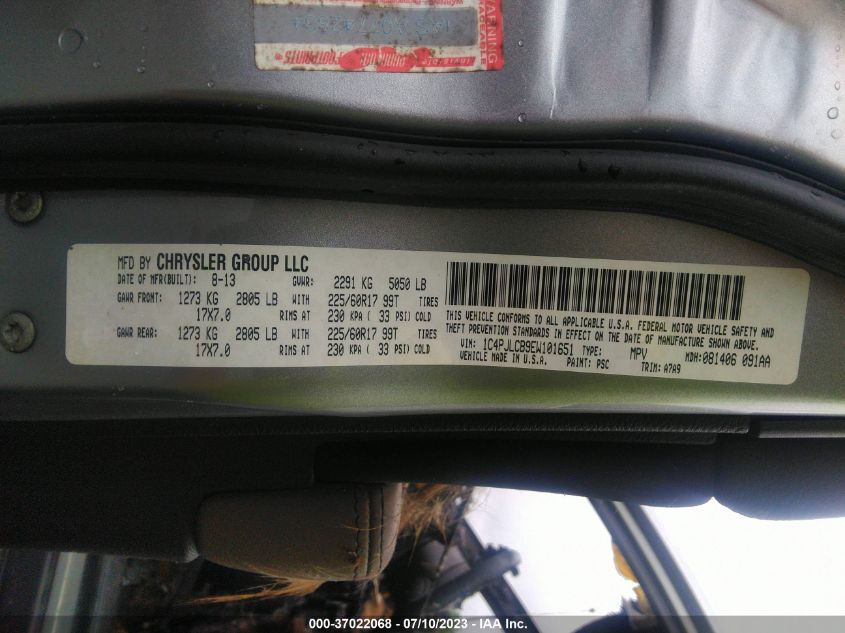 WARNING
INVISIBLE
PERMANENT
FOOTPRINTS
MFD BY CHRYSLER GROUP LLC
DATE OF MFR(BUILT): 8-13 GVWR: 2291 KG 5050 LB
GAWR FRONT: 1273 KG 2805 LB WITH 225/60R17 99T TIRES
17X7.0 RIMS AT 230 KPA ( 33 PSI) COLD
GAWR REAR: 1273 KG 2805 LB WITH 225/60R17 99T TIRES
17X7.0 RIMS AT 230 KPA ( 33 PSI) COLD
THIS VEHICLE CONFORMS TO ALL APPLICABLE U.S.A. FEDERAL MOTOR VEHICLE SAFETY AND
THEFT PREVENTION STANDARDS IN EFFECT ON THE DATE OF MANUFACTURE SHOWN ABOVE.
VIN: 1C4PJLCB9EW101651 TYPE: MPV MDH: 081406 091AA
VEHICLE MADE IN U.S.A. PAINT: PSC TRIM: A7A9
000-37022068 - 07/10/2023 - IAA Inc.